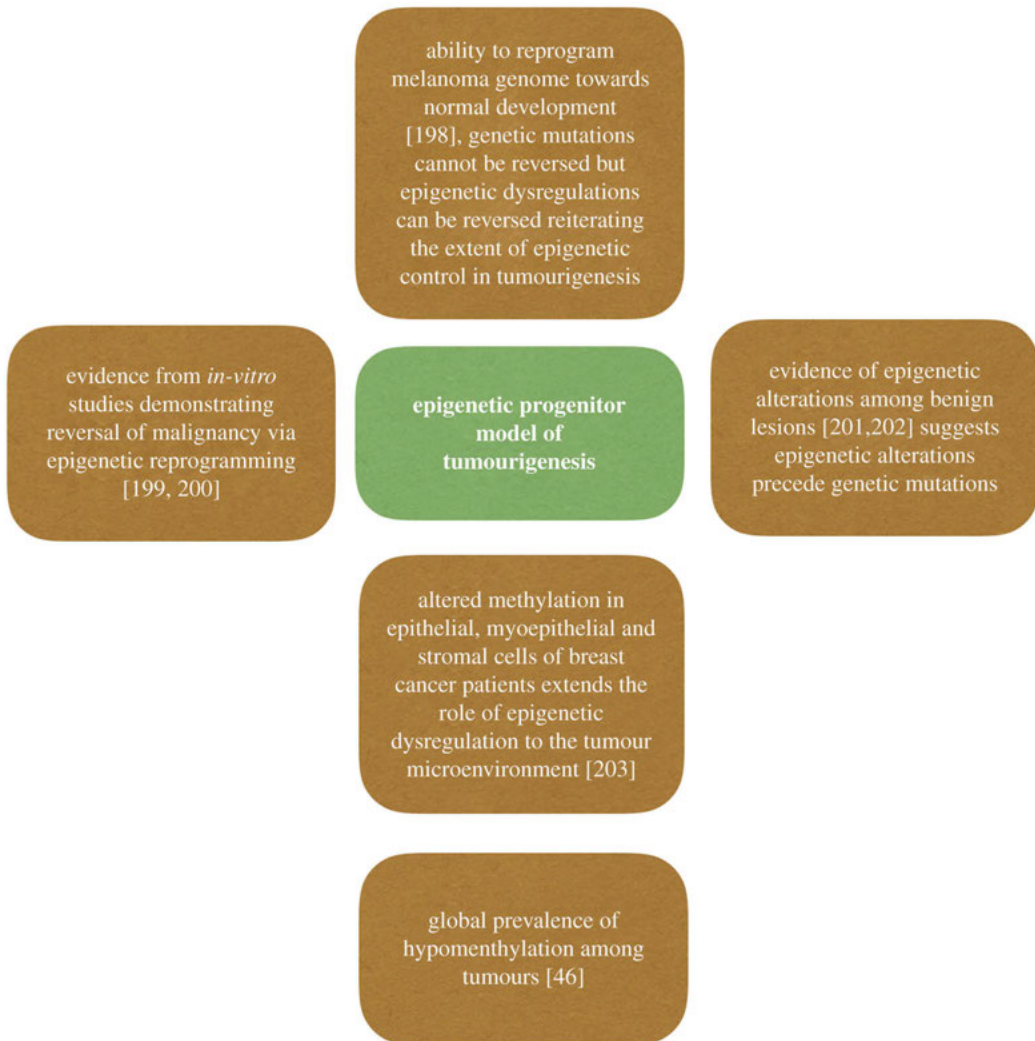 ability to reprogram
melanoma genome towards
normal development
[198], genetic mutations
cannot be reversed but
epigenetic dysregulations
can be reversed reiterating
the extent of epigenetic
control in tumourigenesis
evidence from in-vitro
studies demonstrating
reversal of malignancy via
epigenetic reprogramming
[199, 200]
epigenetic progenitor
model of
tumourigenesis
evidence of epigenetic
alterations among benign
lesions [201,202] suggests
epigenetic alterations
precede genetic mutations
altered methylation in
epithelial, myoepithelial and
stromal cells of breast
cancer patients extends the
role of epigenetic
dysregulation to the tumour
microenvironment [203]
global prevalence of
hypomenthylation among
tumours [46]